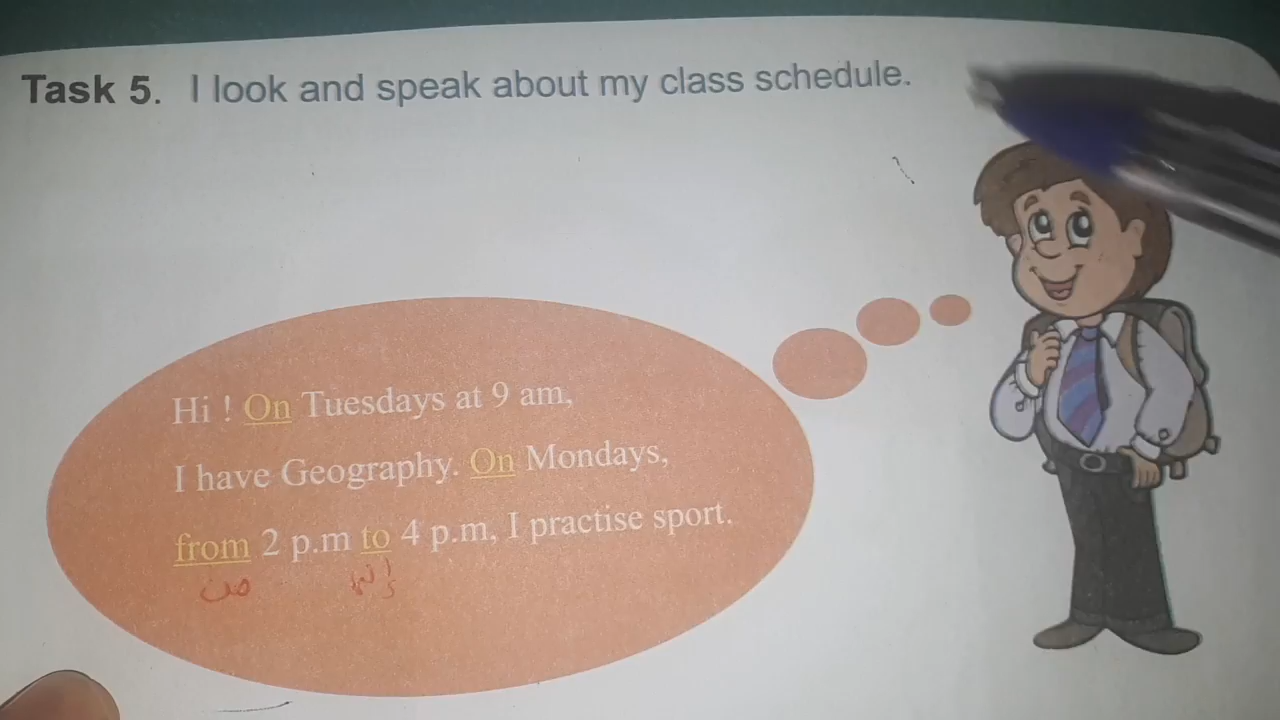 Task 5. I look and speak about my class schedule.
Hi ! On Tuesdays at 9 am,
I have Geography. On Mondays,
from 2 p.m to 4 p.m, I practise sport.
من إلى